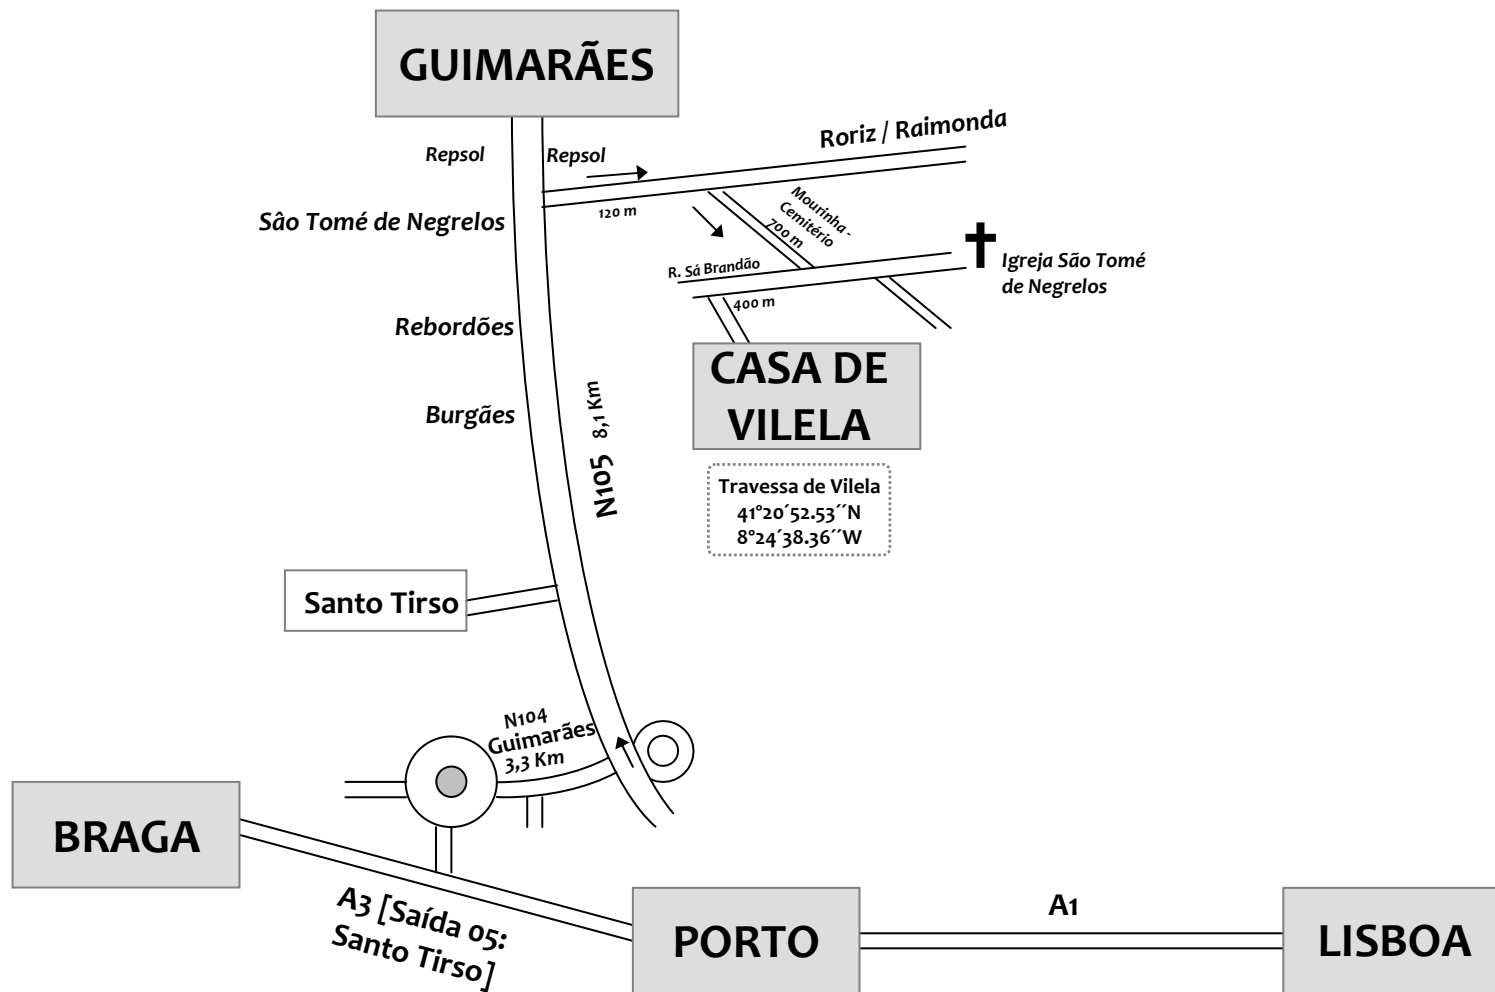 GUIMARÃES
Roriz / Raimonda
Repsol
Repsol
120 m
Mourinha -
Cemitério
700 m
Sâo Tomé de Negrelos
R. Sá Brandão
400 m
Igreja São Tomé
de Negrelos
Rebordões
CASA DE
VILELA
Burgães
N105 8,1 Km
Travessa de Vilela
41°20´52.53´´N
8°24´38.36´´W
Santo Tirso
N104
Guimarães
3,3 Km
BRAGA
A3 [Saída 05:
Santo Tirso]
PORTO
A1
LISBOA